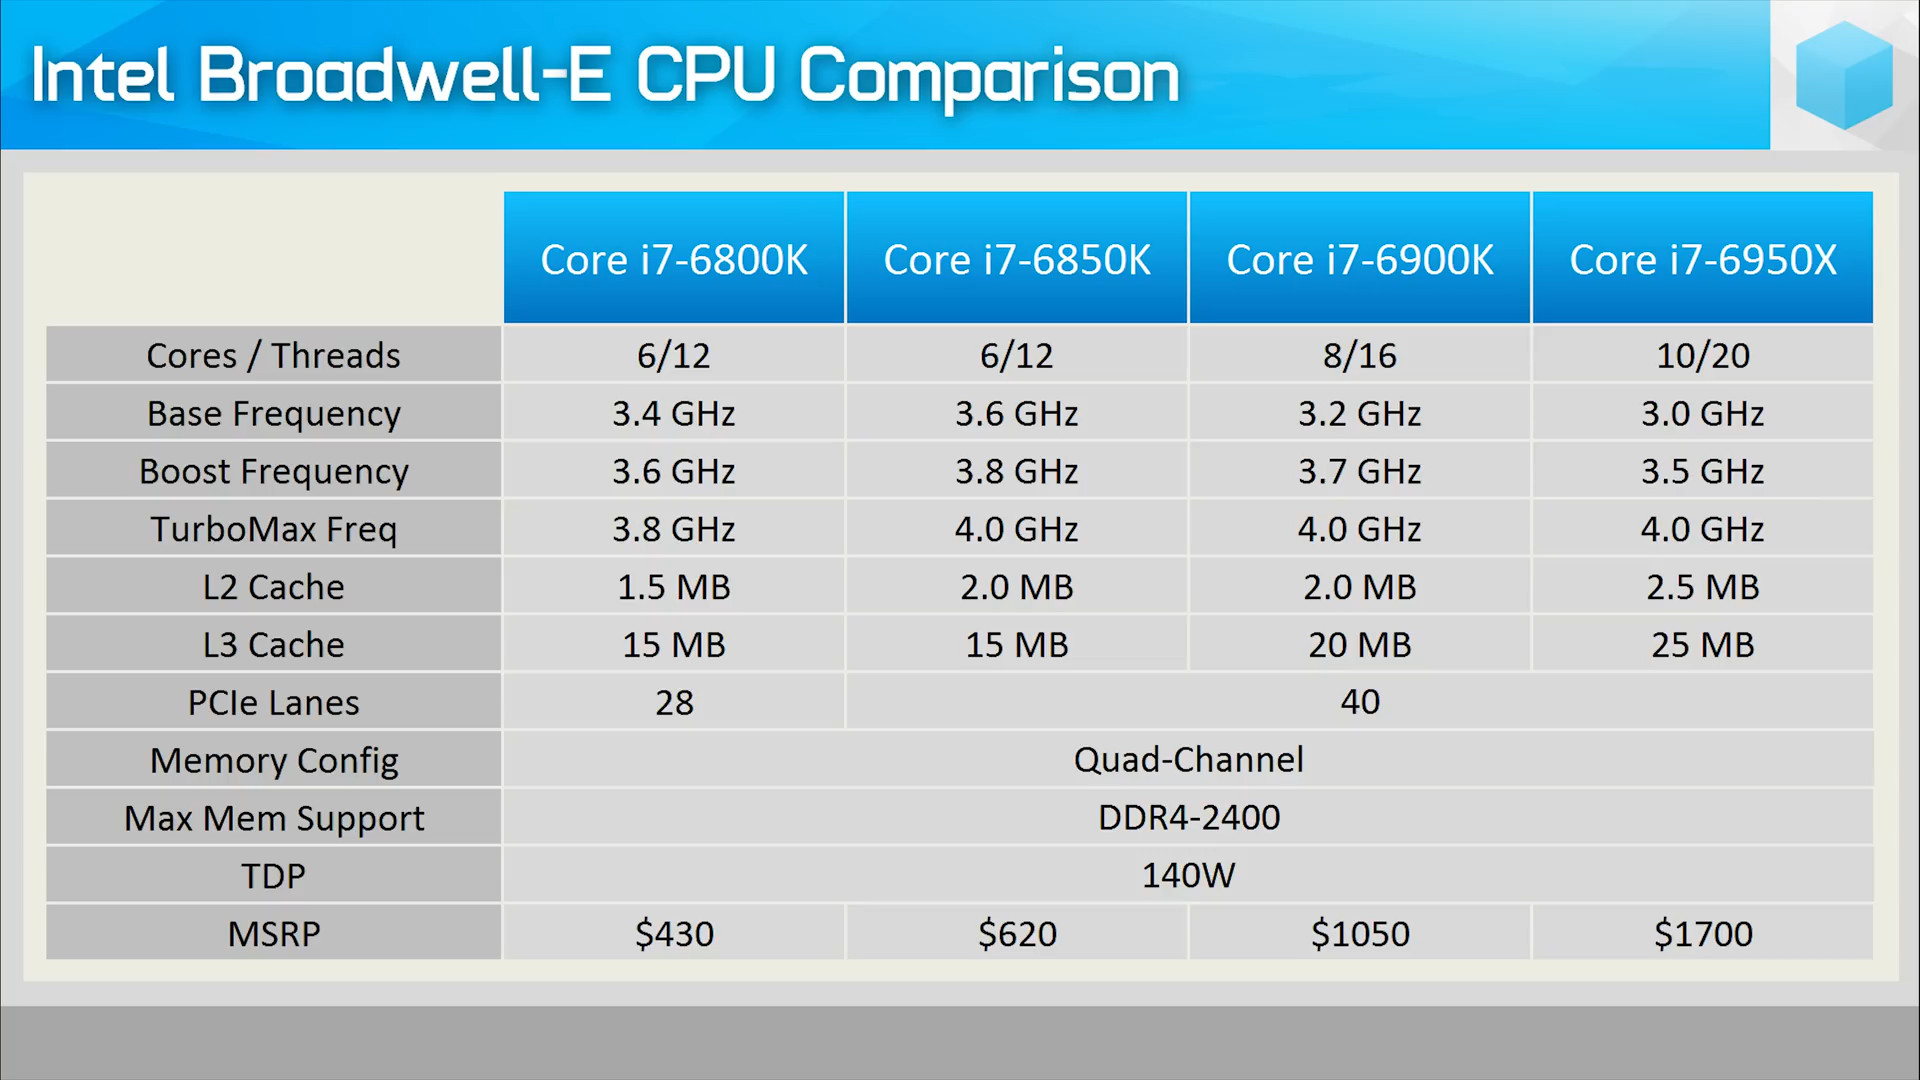 Intel Broadwell-E CPU Comparison
Core i7-6800K Core i7-6850K Core i7-6900K Core i7-6950X
Cores / Threads 6/12 6/12 8/16 10/20
Base Frequency 3.4 GHz 3.6 GHz 3.2 GHz 3.0 GHz
Boost Frequency 3.6 GHz 3.8 GHz 3.7 GHz 3.5 GHz
TurboMax Freq 3.8 GHz 4.0 GHz 4.0 GHz 4.0 GHz
L2 Cache 1.5 MB 2.0 MB 2.0 MB 2.5 MB
L3 Cache 15 MB 15 MB 20 MB 25 MB
PCIe Lanes 28 40
Memory Config Quad-Channel
Max Mem Support DDR4-2400
TDP 140W
MSRP $430 $620 $1050 $1700